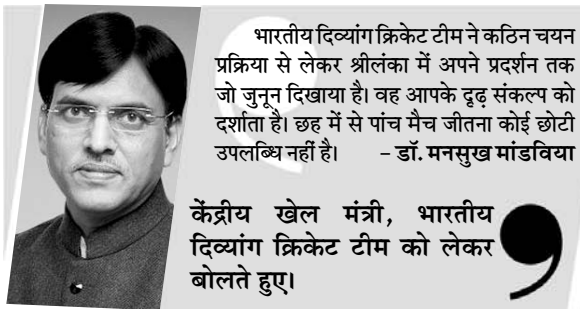 भारतीय दिव्यांग क्रिकेट टीम ने कठिन चयन
प्रक्रिया से लेकर श्रीलंका में अपने प्रदर्शन तक
जो जुनून दिखाया है। वह आपके दृढ़ संकल्प को
दर्शाता है। छह में से पांच मैच जीतना कोई छोटी
उपलब्धि नहीं है। – डॉ. मनसुख मांडविया
केंद्रीय खेल मंत्री, भारतीय
दिव्यांग क्रिकेट टीम को लेकर
बोलते हुए।